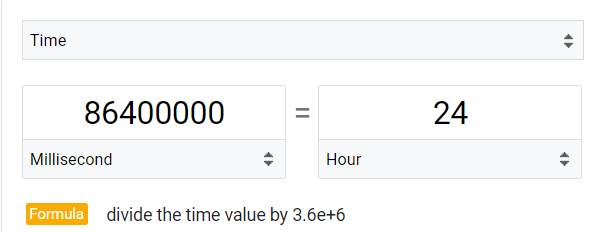 Time
86400000 = 24
Millisecond Hour
Formula divide the time value by 3.6e+6